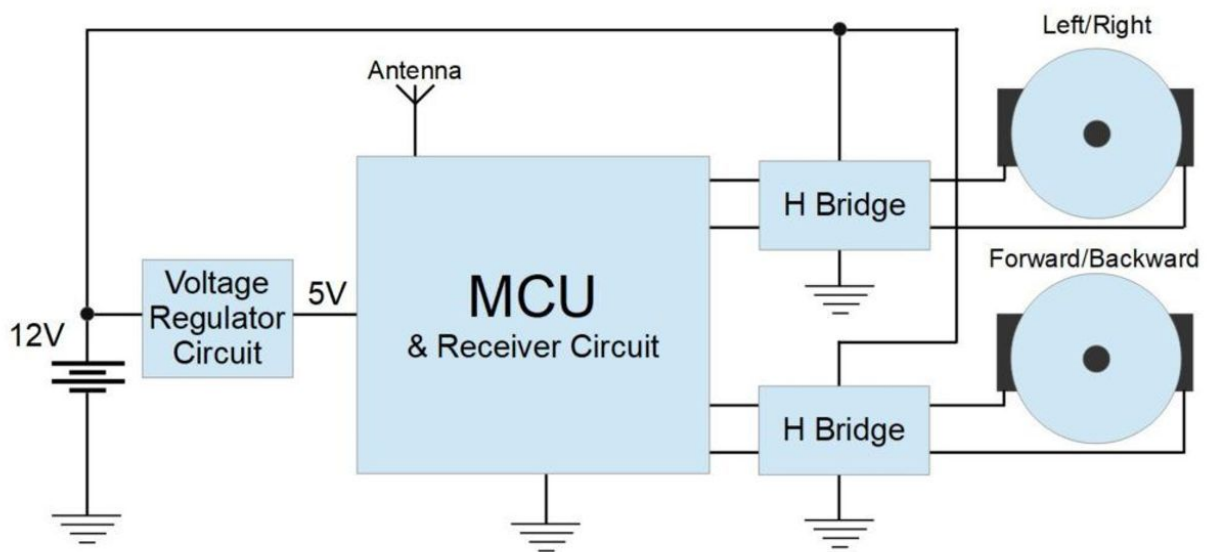 Left/Right
Antenna
H Bridge
Forward/Backward
Voltage
Regulator
Circuit
5V
12V
MCU
& Receiver Circuit
H Bridge